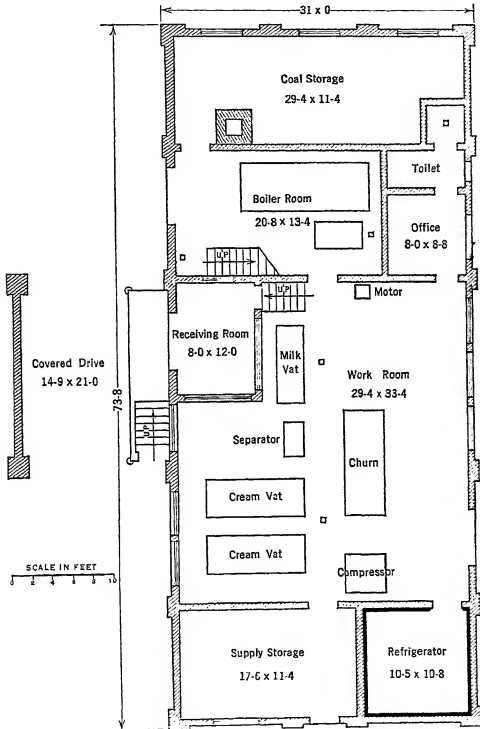 31 x 0
Coal Storage
29-4 x 11-4
Toilet
Boiler Room
20-8 x 13-4
Office
8-0 x 8-8
UP
UP
Motor
Receiving Room
8-0 x 12-0
Milk
Vat
Covered Drive
14-9 x 21-0
73-8
Work Room
29-4 x 33-4
UP
Separator
Churn
Cream Vat
Cream Vat
SCALE IN FEET
0 2 4 6 8 10
Compressor
Supply Storage
17-6 x 11-4
Refrigerator
10-5 x 10-8